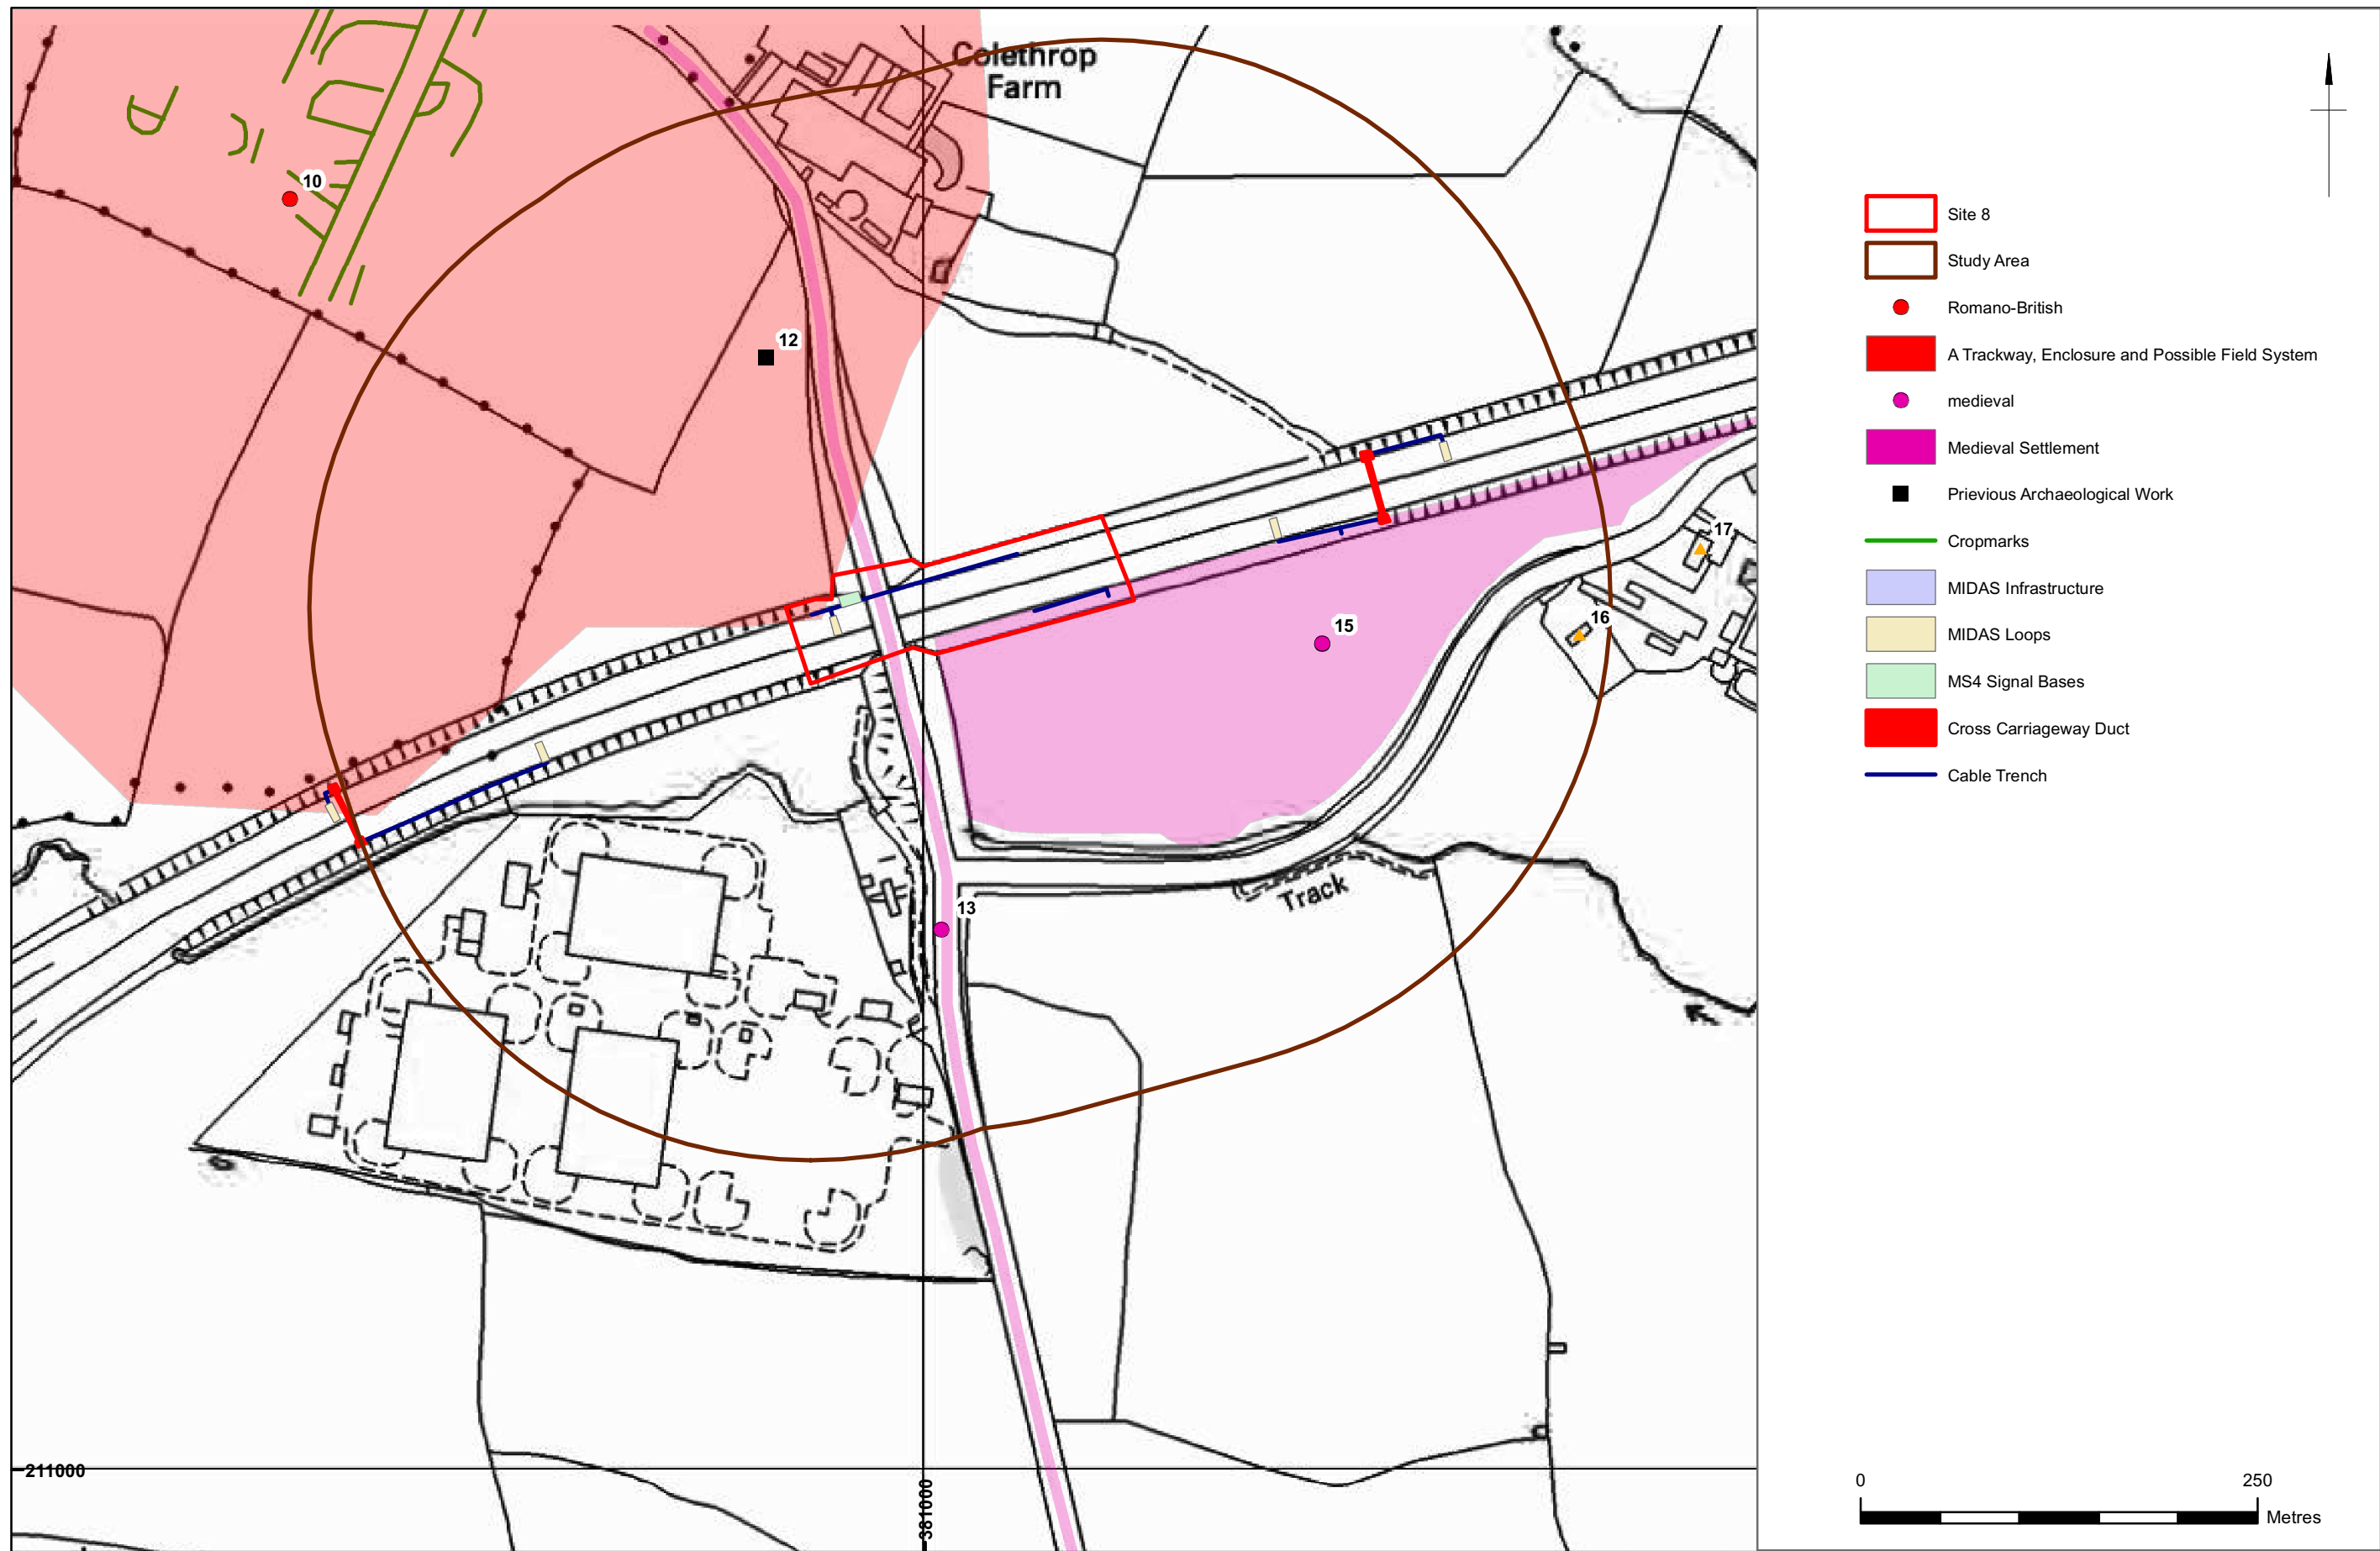 Colethrop
Farm
10
12
17
16
15
13
Track
211000
381000
Site 8
Study Area
Romano-British
A Trackway, Enclosure and Possible Field System
medieval
Medieval Settlement
Prievious Archaeological Work
Cropmarks
MIDAS Infrastructure
MIDAS Loops
MS4 Signal Bases
Cross Carriageway Duct
Cable Trench
0 250
Metres